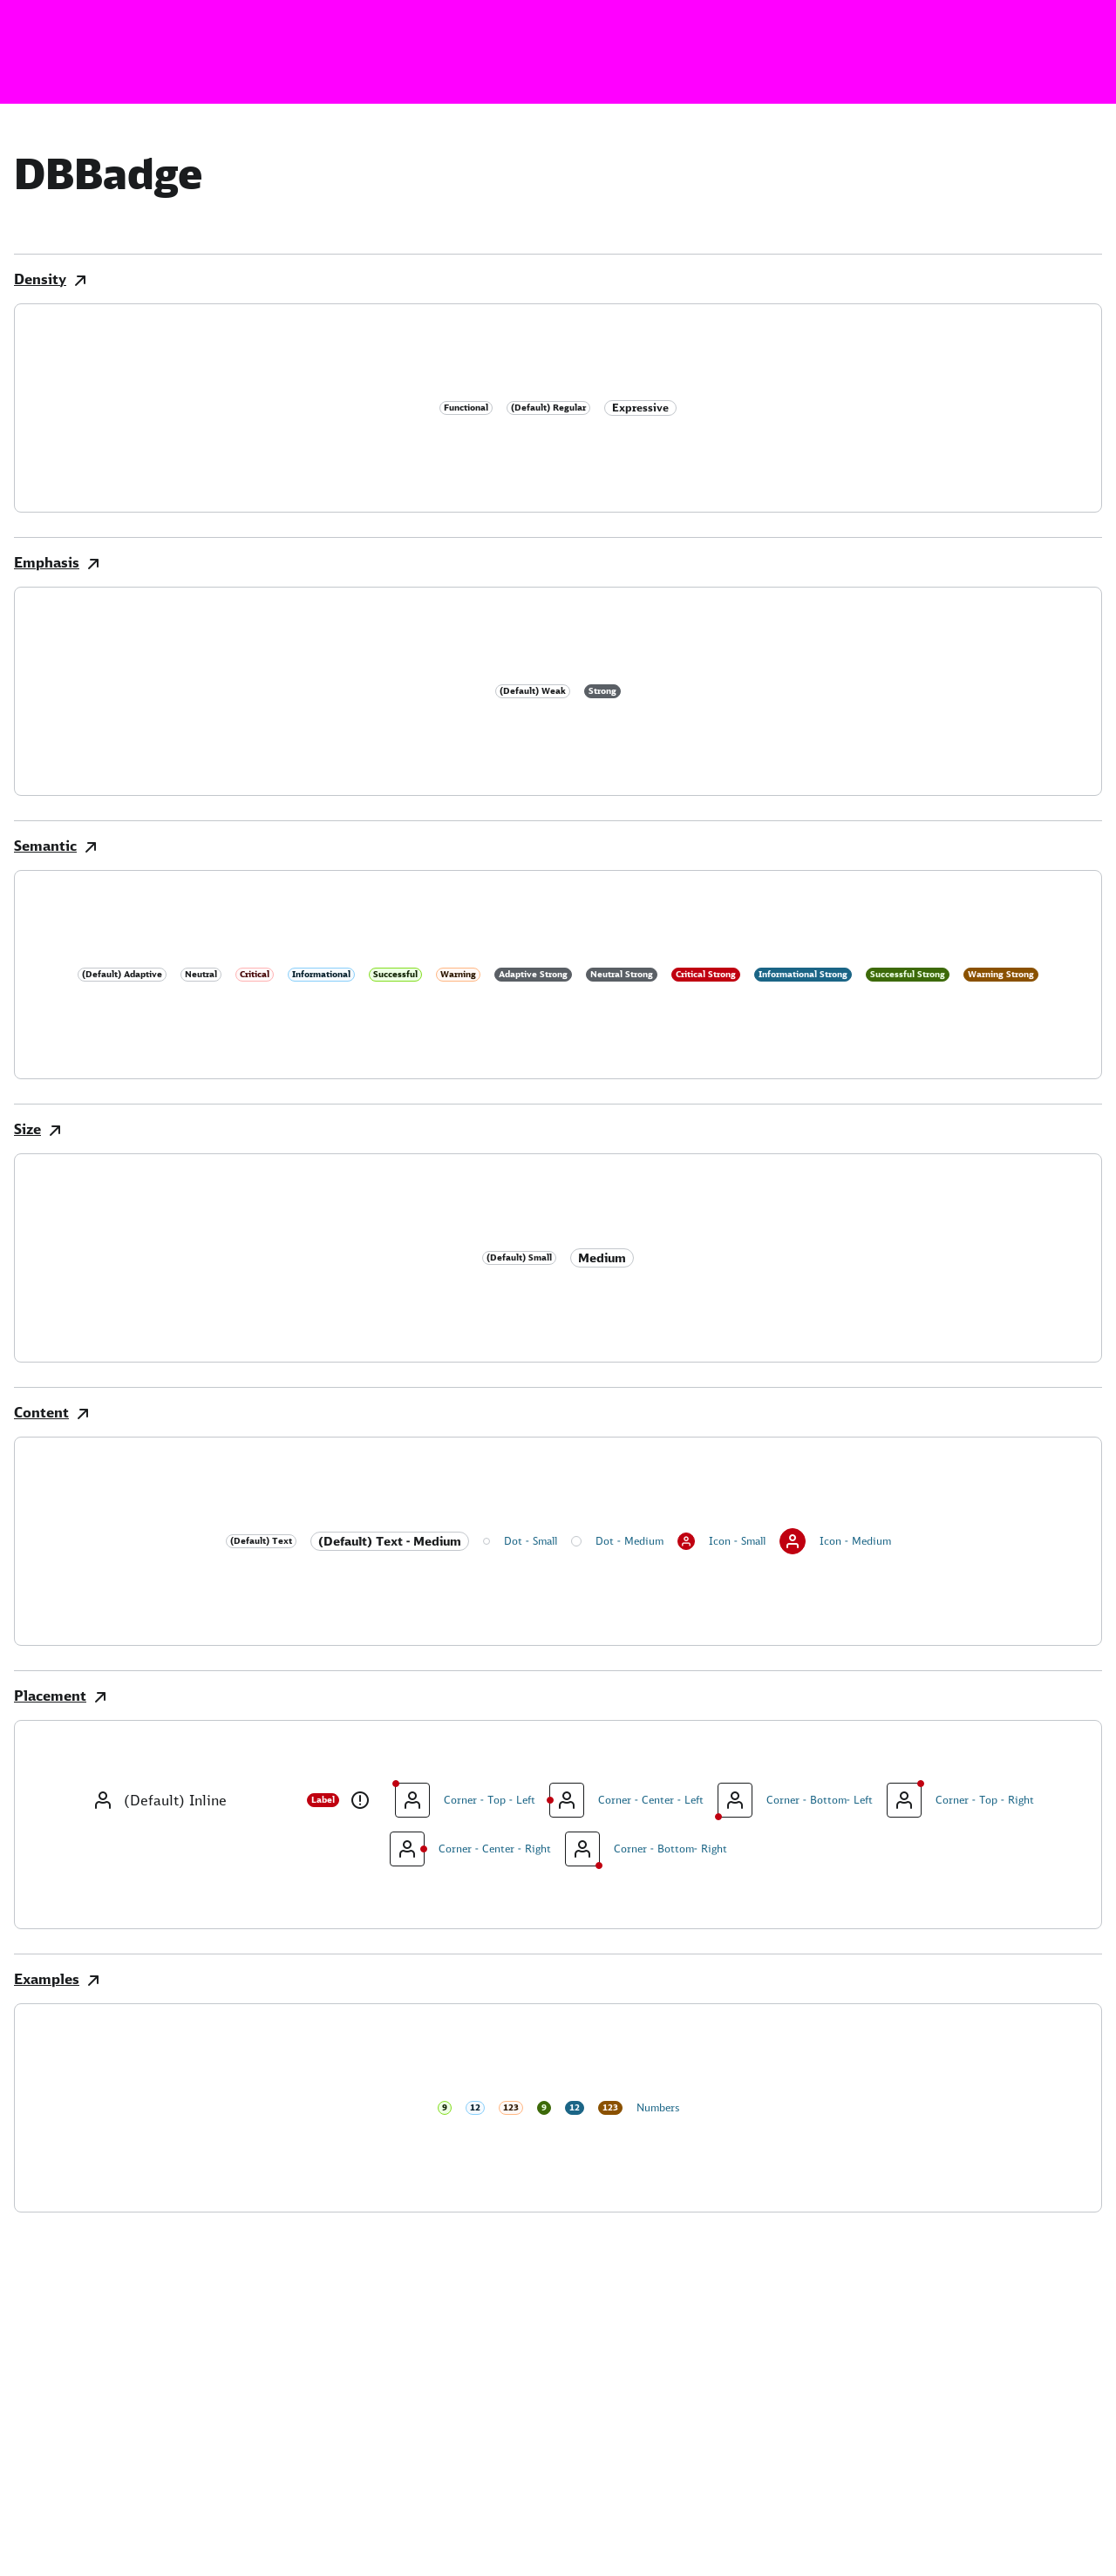 DBBadge
Density
Functional (Default) Regular Expressive
Emphasis
(Default) Weak Strong
Semantic
(Default) Adaptive Neutral Critical Informational Successful Warning Adaptive Strong Neutral Strong Critical Strong Informational Strong Successful Strong Warning Strong
Size
(Default) Small Medium
Content
(Default) Text (Default) Text - Medium Dot - Small Dot - Medium Icon - Small Icon - Medium
Placement
(Default) Inline Label Corner - Top - Left Corner - Center - Left Corner - Bottom- Left Corner - Top - Right
Corner - Center - Right Corner - Bottom- Right
Examples
9 12 123 9 12 123 Numbers